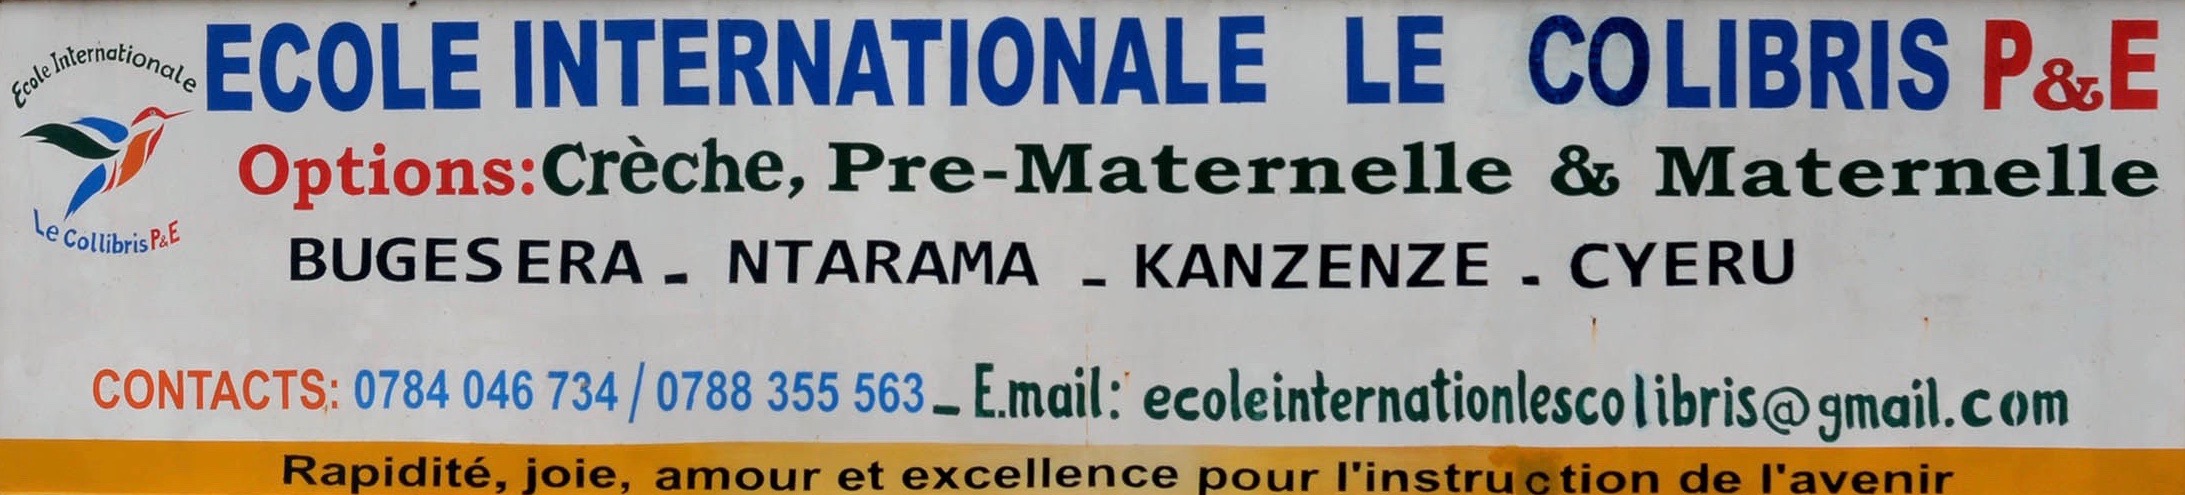 Ecole Internationale
Le Collibris P&E
ECOLE INTERNATIONALE LE COLIBRIS P&E
Options: Crèche, Pre-Maternelle & Maternelle
BUGESERA - NTARAMA - KANZENZE - CYERU
CONTACTS: 0784 046 734 / 0788 355 563 - E.mail: ecoleinternationlescolibris@gmail.com
Rapidité, joie, amour et excellence pour l'instruction de l'avenir